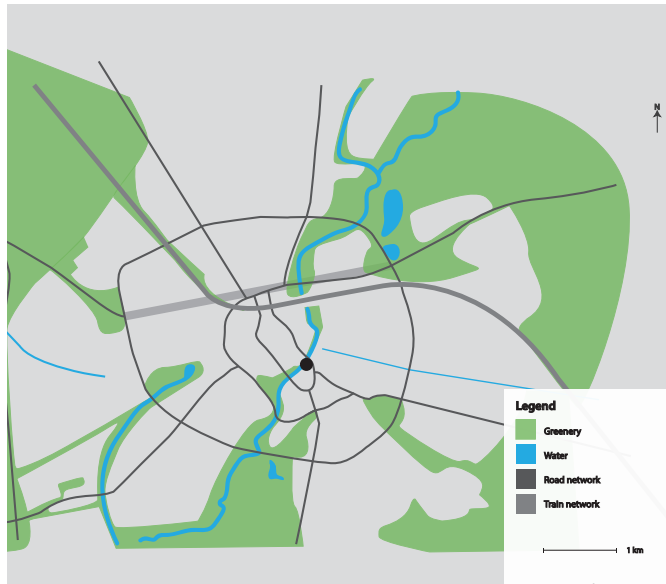 N
Legend
Greenery
Water
Road network
Train network
1 km